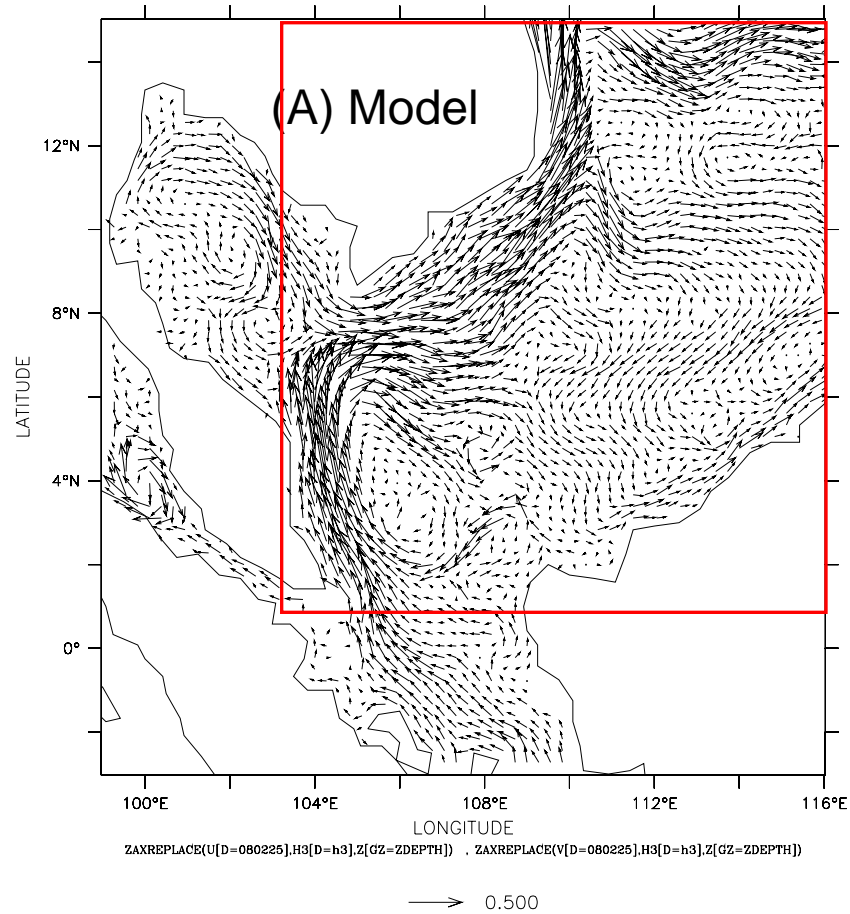 (A) Model
12°N
8°N
4°N
0°
LATITUDE
100°E 104°E 108°E 112°E 116°E
LONGITUDE
ZAXREPLACE(U[D=080225],H3[D=h3],Z[GZ=ZDEPTH]) , ZAXREPLACE(V[D=080225],H3[D=h3],Z[GZ=ZDEPTH])
0.500